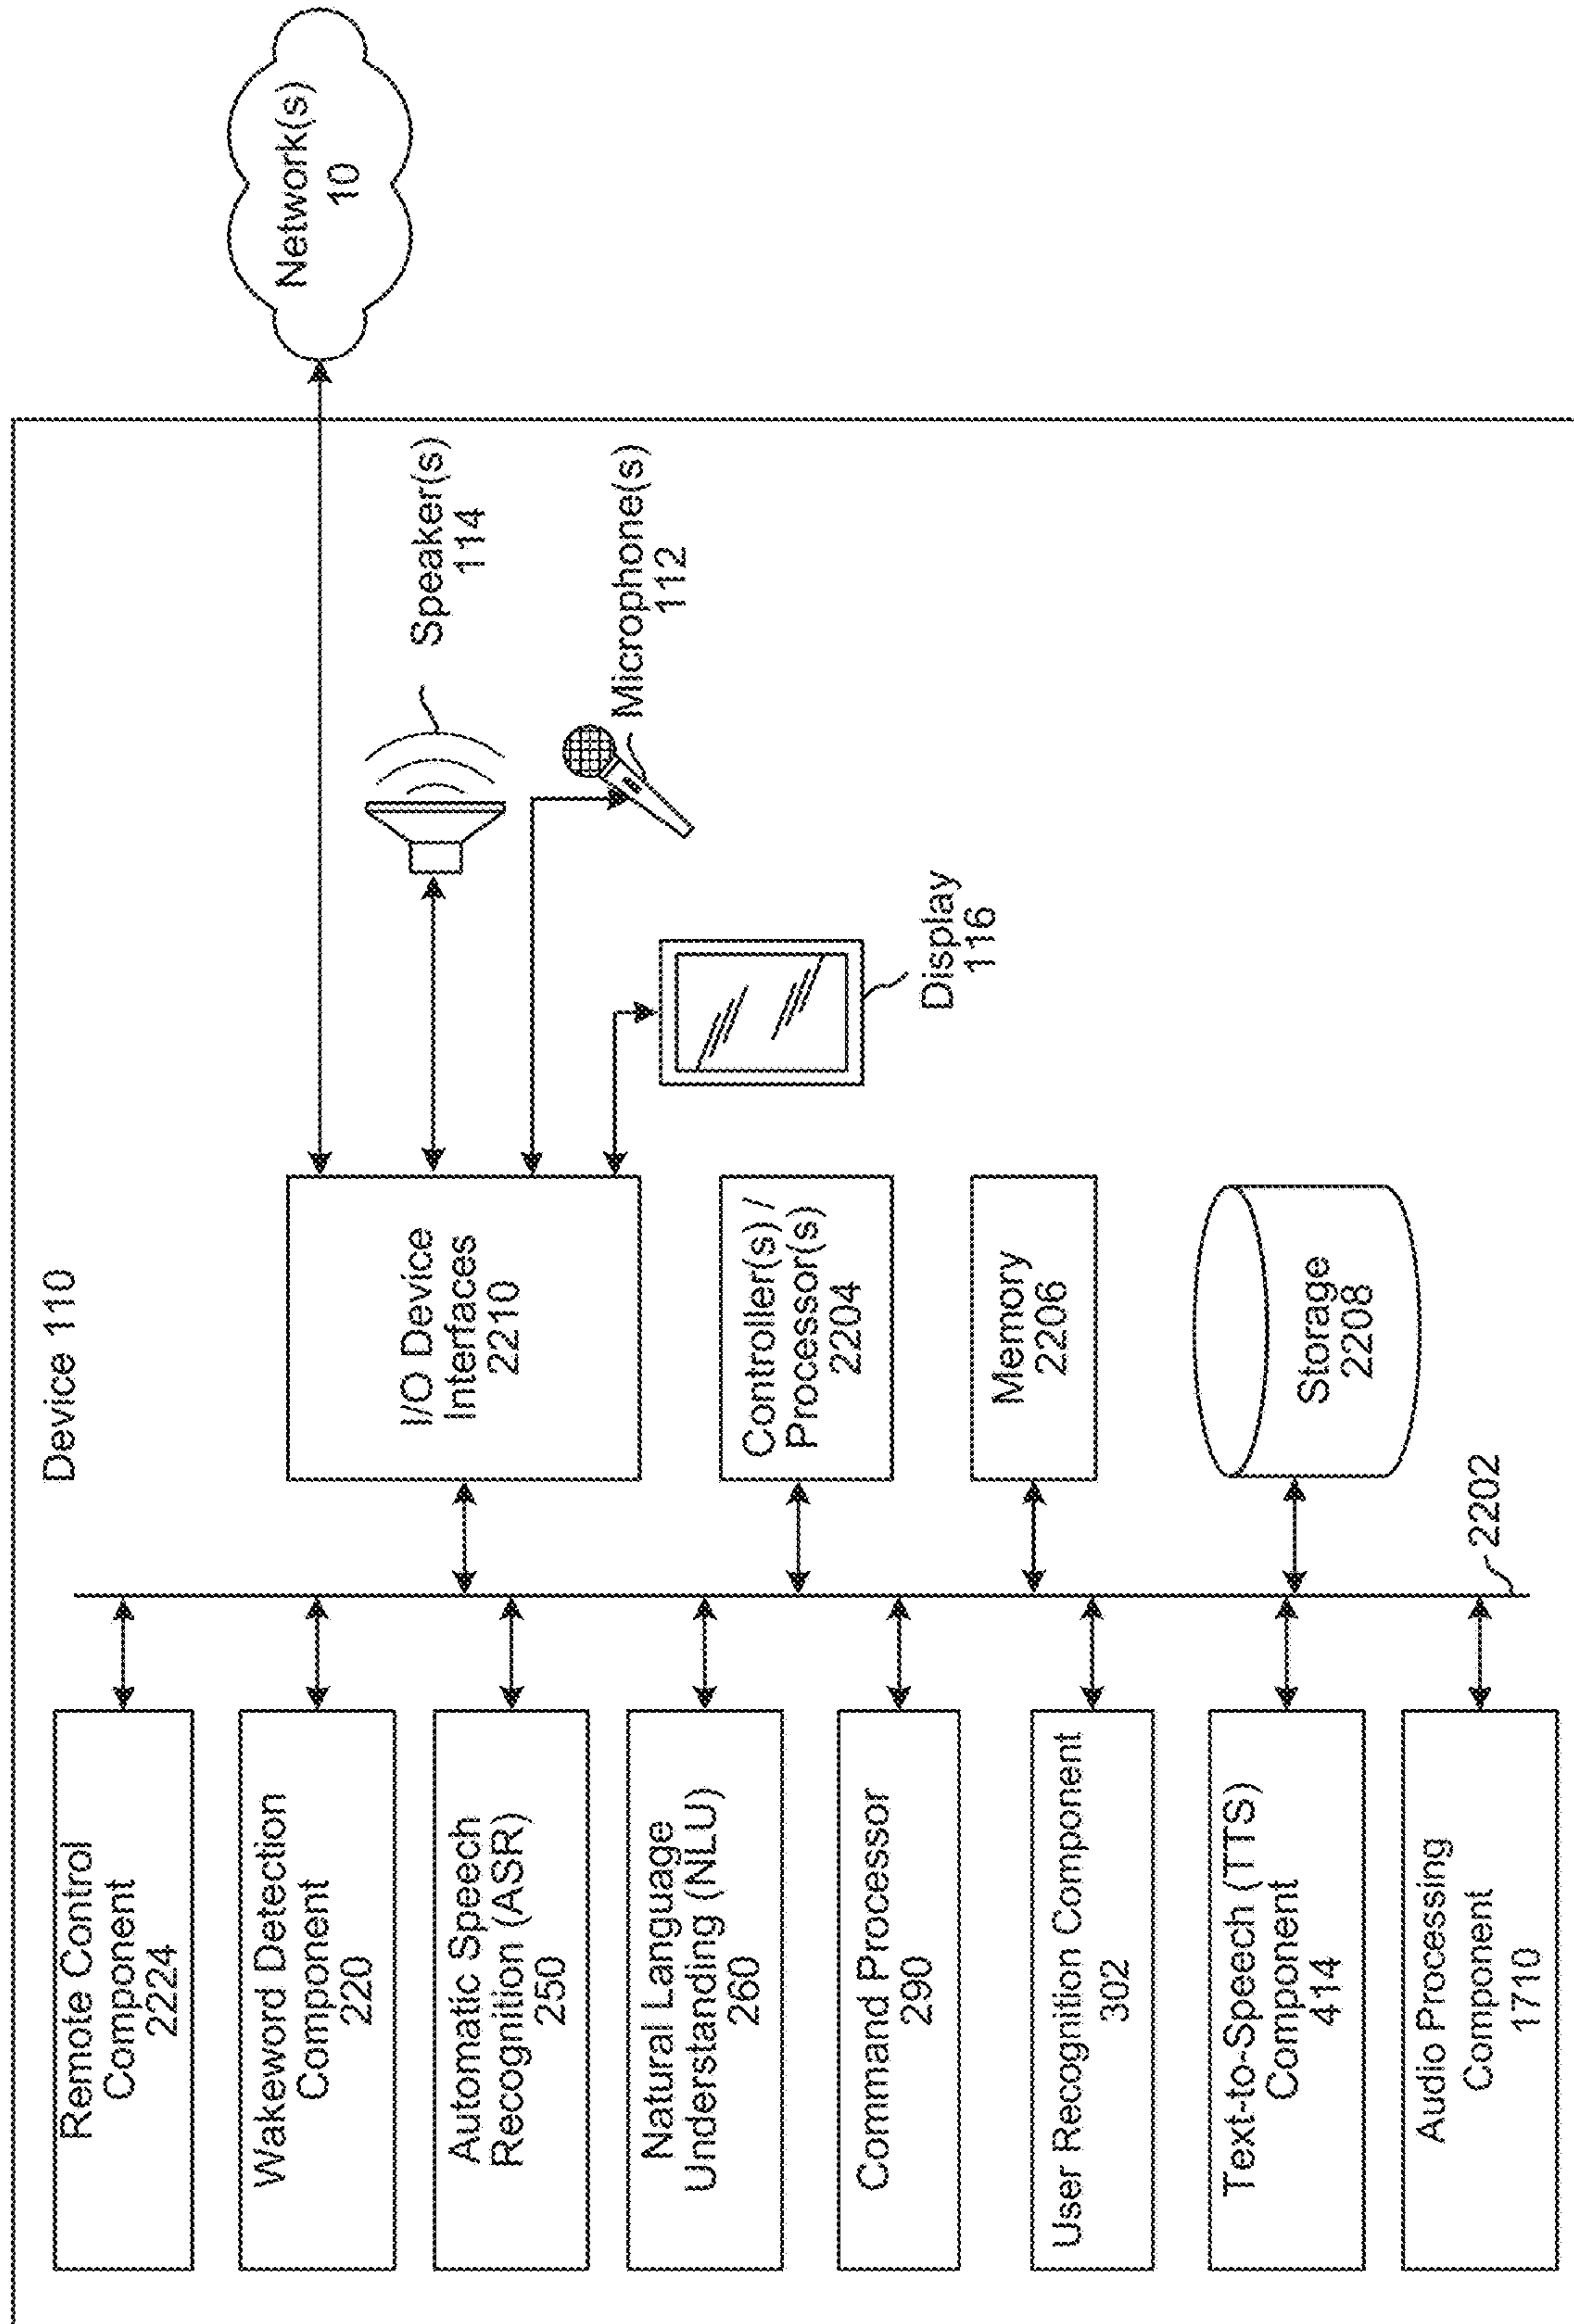 Device 110
Remote Control
Component
2224
Wakeword Detection
Component
220
Automatic Speech
Recognition (ASR)
250
Natural Language
Understanding (NLU)
260
Command Processor
290
User Recognition Component
302
Text-to-Speech (TTS)
Component
414
Audio Processing
Component
1710
2202
I/O Device
Interfaces
2210
Controller(s) /
Processor(s)
2204
Memory
2206
Storage
2208
Display
116
Microphone(s)
112
Speaker(s)
114
Network(s)
10